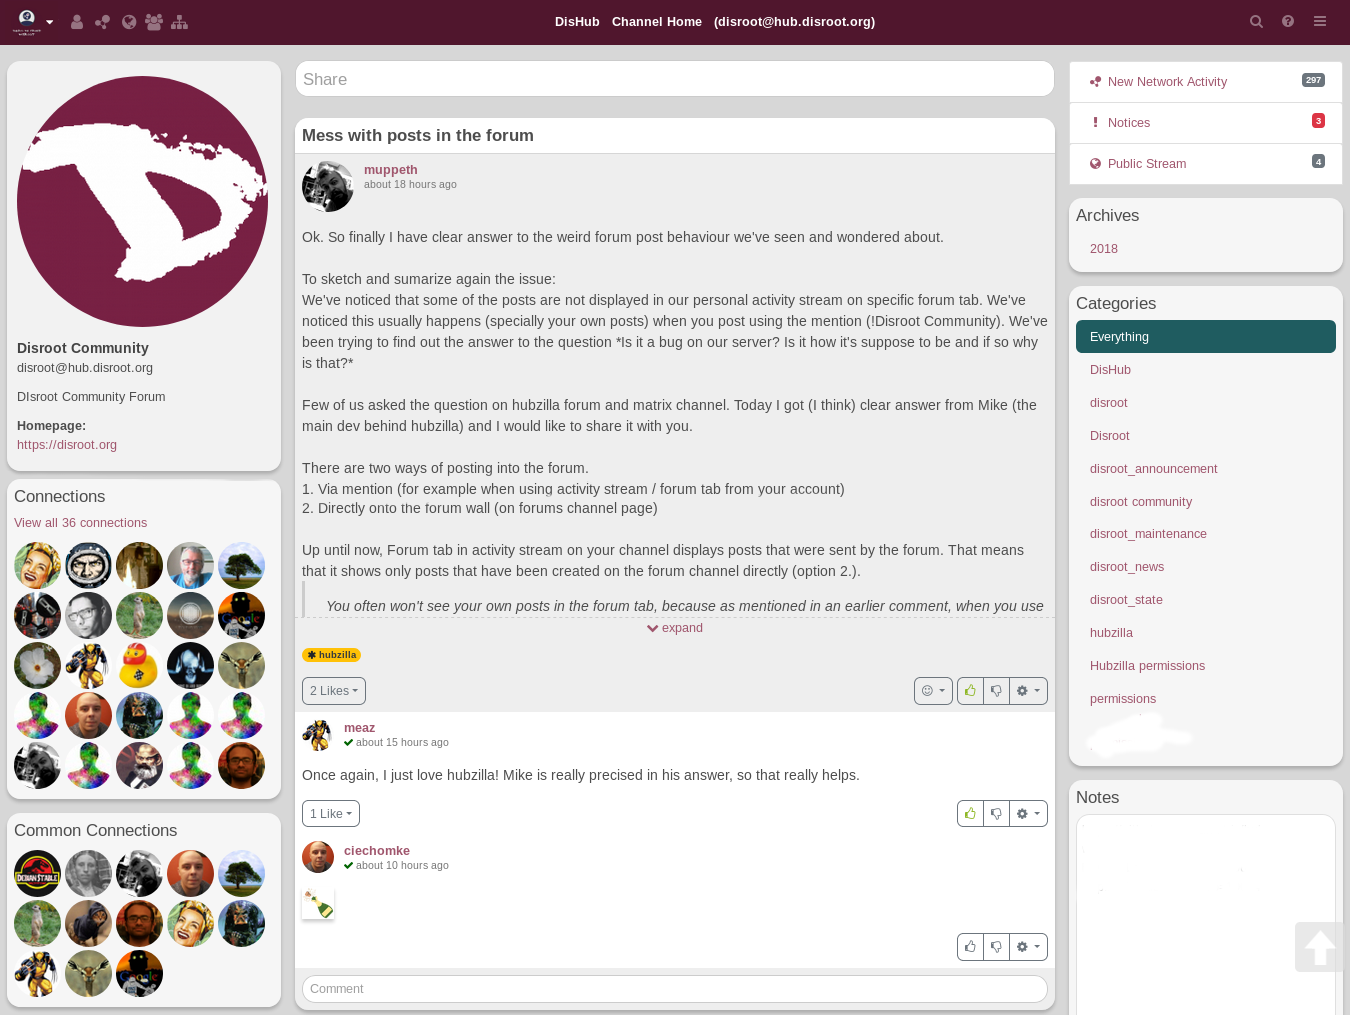 DisHub Channel Home (disroot@hub.disroot.org)
Disroot Community
disroot@hub.disroot.org
DIsroot Community Forum
Homepage:
https://disroot.org
Connections
View all 36 connections
Common Connections
DEBIAN STABLE
Share
Mess with posts in the forum
muppeth
about 18 hours ago
Ok. So finally I have clear answer to the weird forum post behaviour we've seen and wondered about.
To sketch and sumarize again the issue:
We've noticed that some of the posts are not displayed in our personal activity stream on specific forum tab. We've
noticed this usually happens (specially your own posts) when you post using the mention (!Disroot Community). We've
been trying to find out the answer to the question *Is it a bug on our server? Is it how it's suppose to be and if so why
is that?*
Few of us asked the question on hubzilla forum and matrix channel. Today I got (I think) clear answer from Mike (the
main dev behind hubzilla) and I would like to share it with you.
There are two ways of posting into the forum.
1. Via mention (for example when using activity stream / forum tab from your account)
2. Directly onto the forum wall (on forums channel page)
Up until now, Forum tab in activity stream on your channel displays posts that were sent by the forum. That means
that it shows only posts that have been created on the forum channel directly (option 2.).
You often won't see your own posts in the forum tab, because as mentioned in an earlier comment, when you use
expand
hubzilla
2 Likes
meaz
about 15 hours ago
Once again, I just love hubzilla! Mike is really precised in his answer, so that really helps.
1 Like
ciechomke
about 10 hours ago
Comment
New Network Activity 297
Notices 3
Public Stream 4
Archives
2018
Categories
Everything
DisHub
disroot
Disroot
disroot_announcement
disroot community
disroot_maintenance
disroot_news
disroot_state
hubzilla
Hubzilla permissions
permissions
Notes